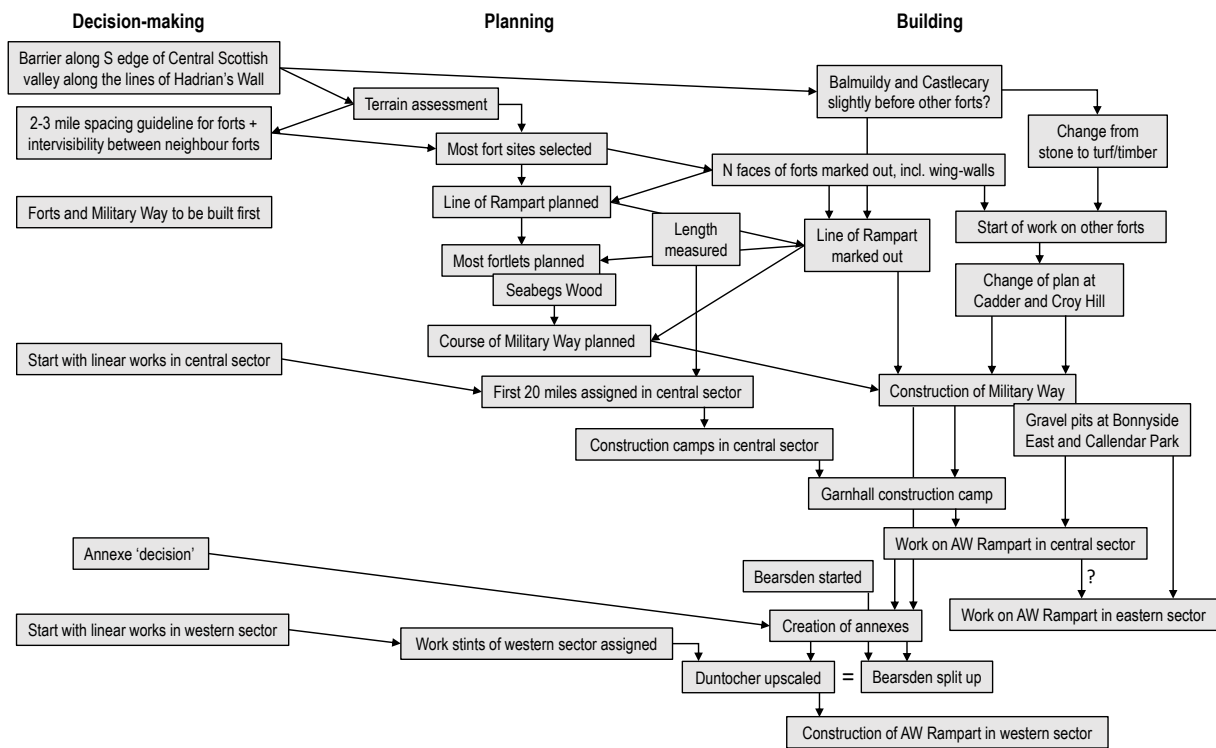 Decision-making
Planning
Building
Barrier along S edge of Central Scottish
valley along the lines of Hadrian’s Wall
Terrain assessment
Balmuildy and Castlecary
slightly before other forts?
2-3 mile spacing guideline for forts +
intervisibility between neighbour forts
Most fort sites selected
Change from
stone to turf/timber
N faces of forts marked out, incl. wing-walls
Forts and Military Way to be built first
Line of Rampart planned
Length
measured
Line of Rampart
marked out
Start of work on other forts
Most fortlets planned
Seabegs Wood
Change of plan at
Cadder and Croy Hill
Course of Military Way planned
Start with linear works in central sector
First 20 miles assigned in central sector
Construction of Military Way
Gravel pits at Bonnyside
East and Callendar Park
Construction camps in central sector
Garnhall construction camp
Annexe ‘decision’
Work on AW Rampart in central sector
?
Bearsden started
Work on AW Rampart in eastern sector
Start with linear works in western sector
Creation of annexes
Work stints of western sector assigned
Duntocher upscaled
=
Bearsden split up
Construction of AW Rampart in western sector